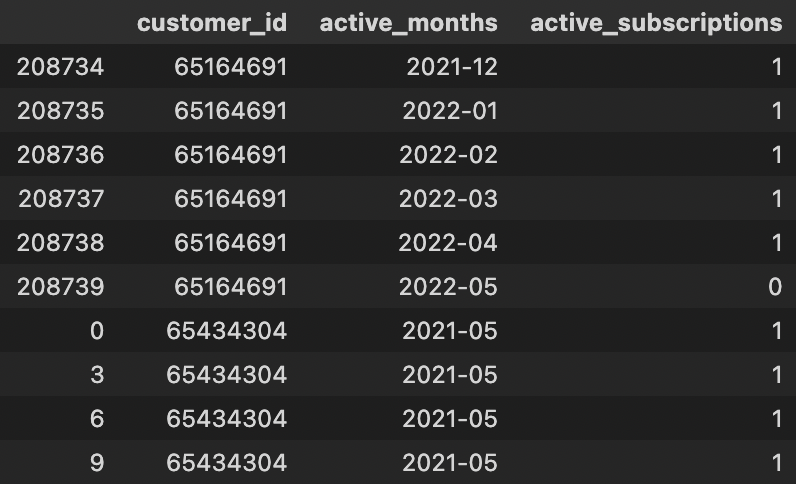 customer_id active_months active_subscriptions
208734 65164691 2021-12 1
208735 65164691 2022-01 1
208736 65164691 2022-02 1
208737 65164691 2022-03 1
208738 65164691 2022-04 1
208739 65164691 2022-05 0
0 65434304 2021-05 1
3 65434304 2021-05 1
6 65434304 2021-05 1
9 65434304 2021-05 1